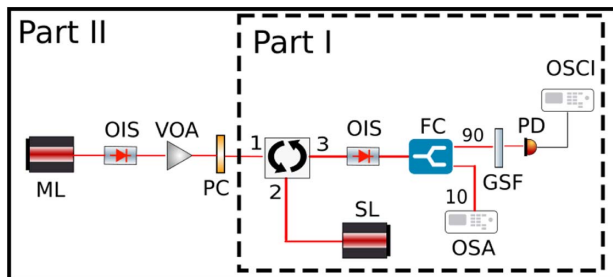 Part II
Part I
OSCI
OIS
VOA
1
3
OIS
FC
90
PD
ML
PC
2
SL
10
GSF
OSA